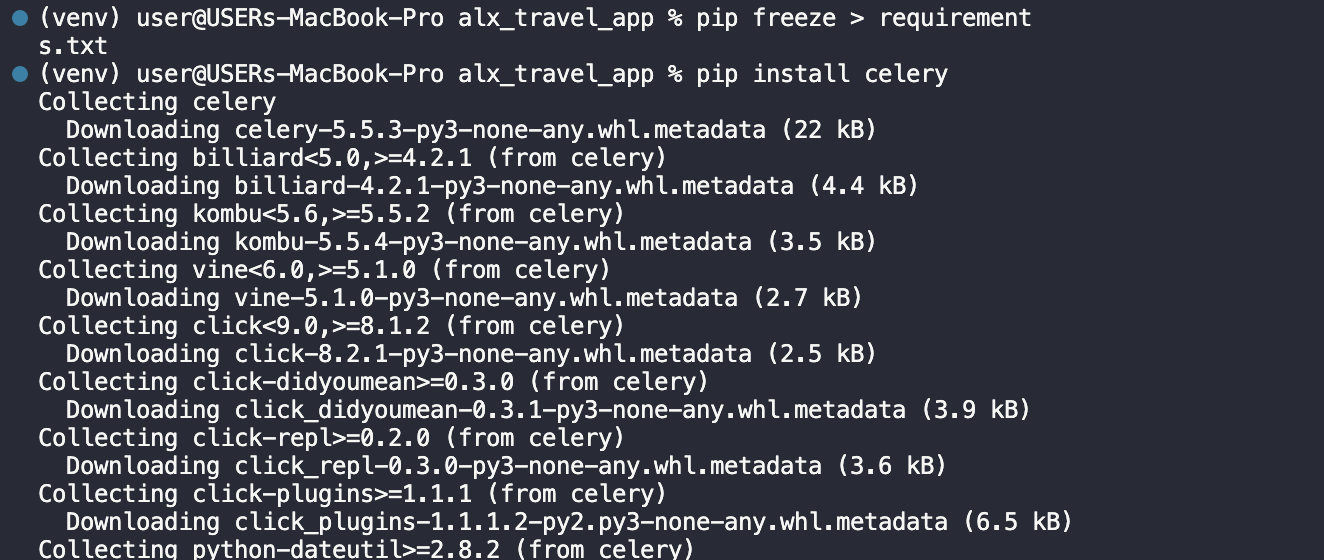 (venv) user@USERs-MacBook-Pro alx_travel_app % pip freeze > requirement
s.txt
(venv) user@USERs-MacBook-Pro alx_travel_app % pip install celery
Collecting celery
  Downloading celery-5.5.3-py3-none-any.whl.metadata (22 kB)
Collecting billiard<5.0,>=4.2.1 (from celery)
  Downloading billiard-4.2.1-py3-none-any.whl.metadata (4.4 kB)
Collecting kombu<5.6,>=5.5.2 (from celery)
  Downloading kombu-5.5.4-py3-none-any.whl.metadata (3.5 kB)
Collecting vine<6.0,>=5.1.0 (from celery)
  Downloading vine-5.1.0-py3-none-any.whl.metadata (2.7 kB)
Collecting click<9.0,>=8.1.2 (from celery)
  Downloading click-8.2.1-py3-none-any.whl.metadata (2.5 kB)
Collecting click-didyoumean>=0.3.0 (from celery)
  Downloading click_didyoumean-0.3.1-py3-none-any.whl.metadata (3.9 kB)
Collecting click-repl>=0.2.0 (from celery)
  Downloading click_repl-0.3.0-py3-none-any.whl.metadata (3.6 kB)
Collecting click-plugins>=1.1.1 (from celery)
  Downloading click_plugins-1.1.1.2-py2.py3-none-any.whl.metadata (6.5 kB)
Collecting python-dateutil>=2.8.2 (from celery)